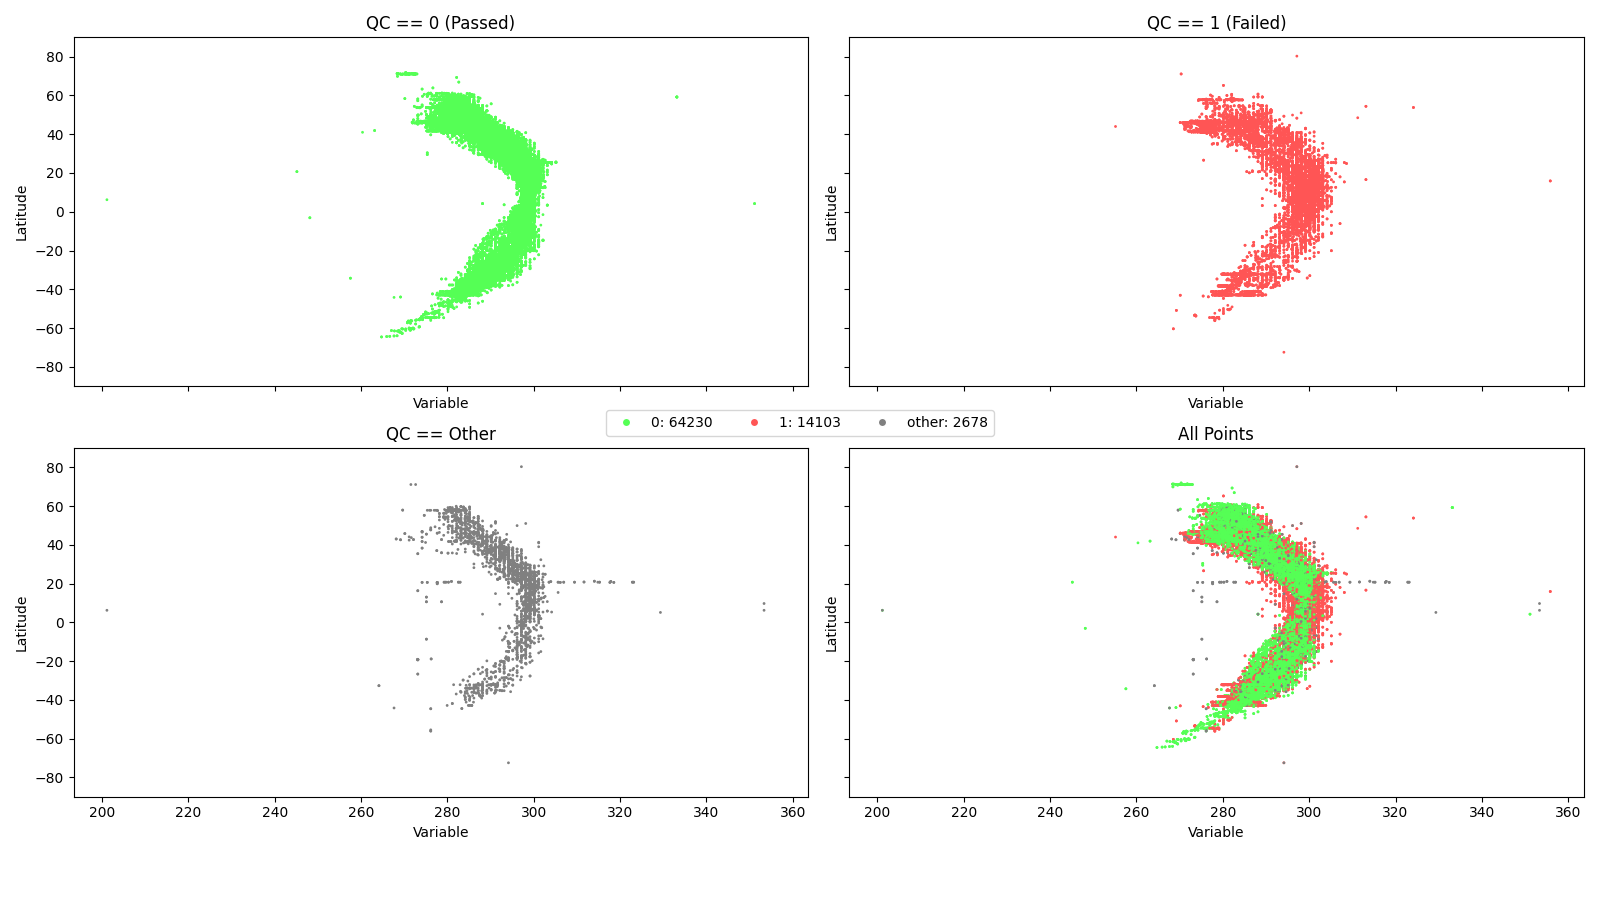 QC == 0 (Passed)
QC == 1 (Failed)
80
60
40
20
0
−20
−40
−60
−80
Latitude
Latitude
Variable
Variable
0: 64230 1: 14103 other: 2678
QC == Other
All Points
80
60
40
20
0
−20
−40
−60
−80
Latitude
Latitude
200 220 240 260 280 300 320 340 360
200 220 240 260 280 300 320 340 360
Variable
Variable